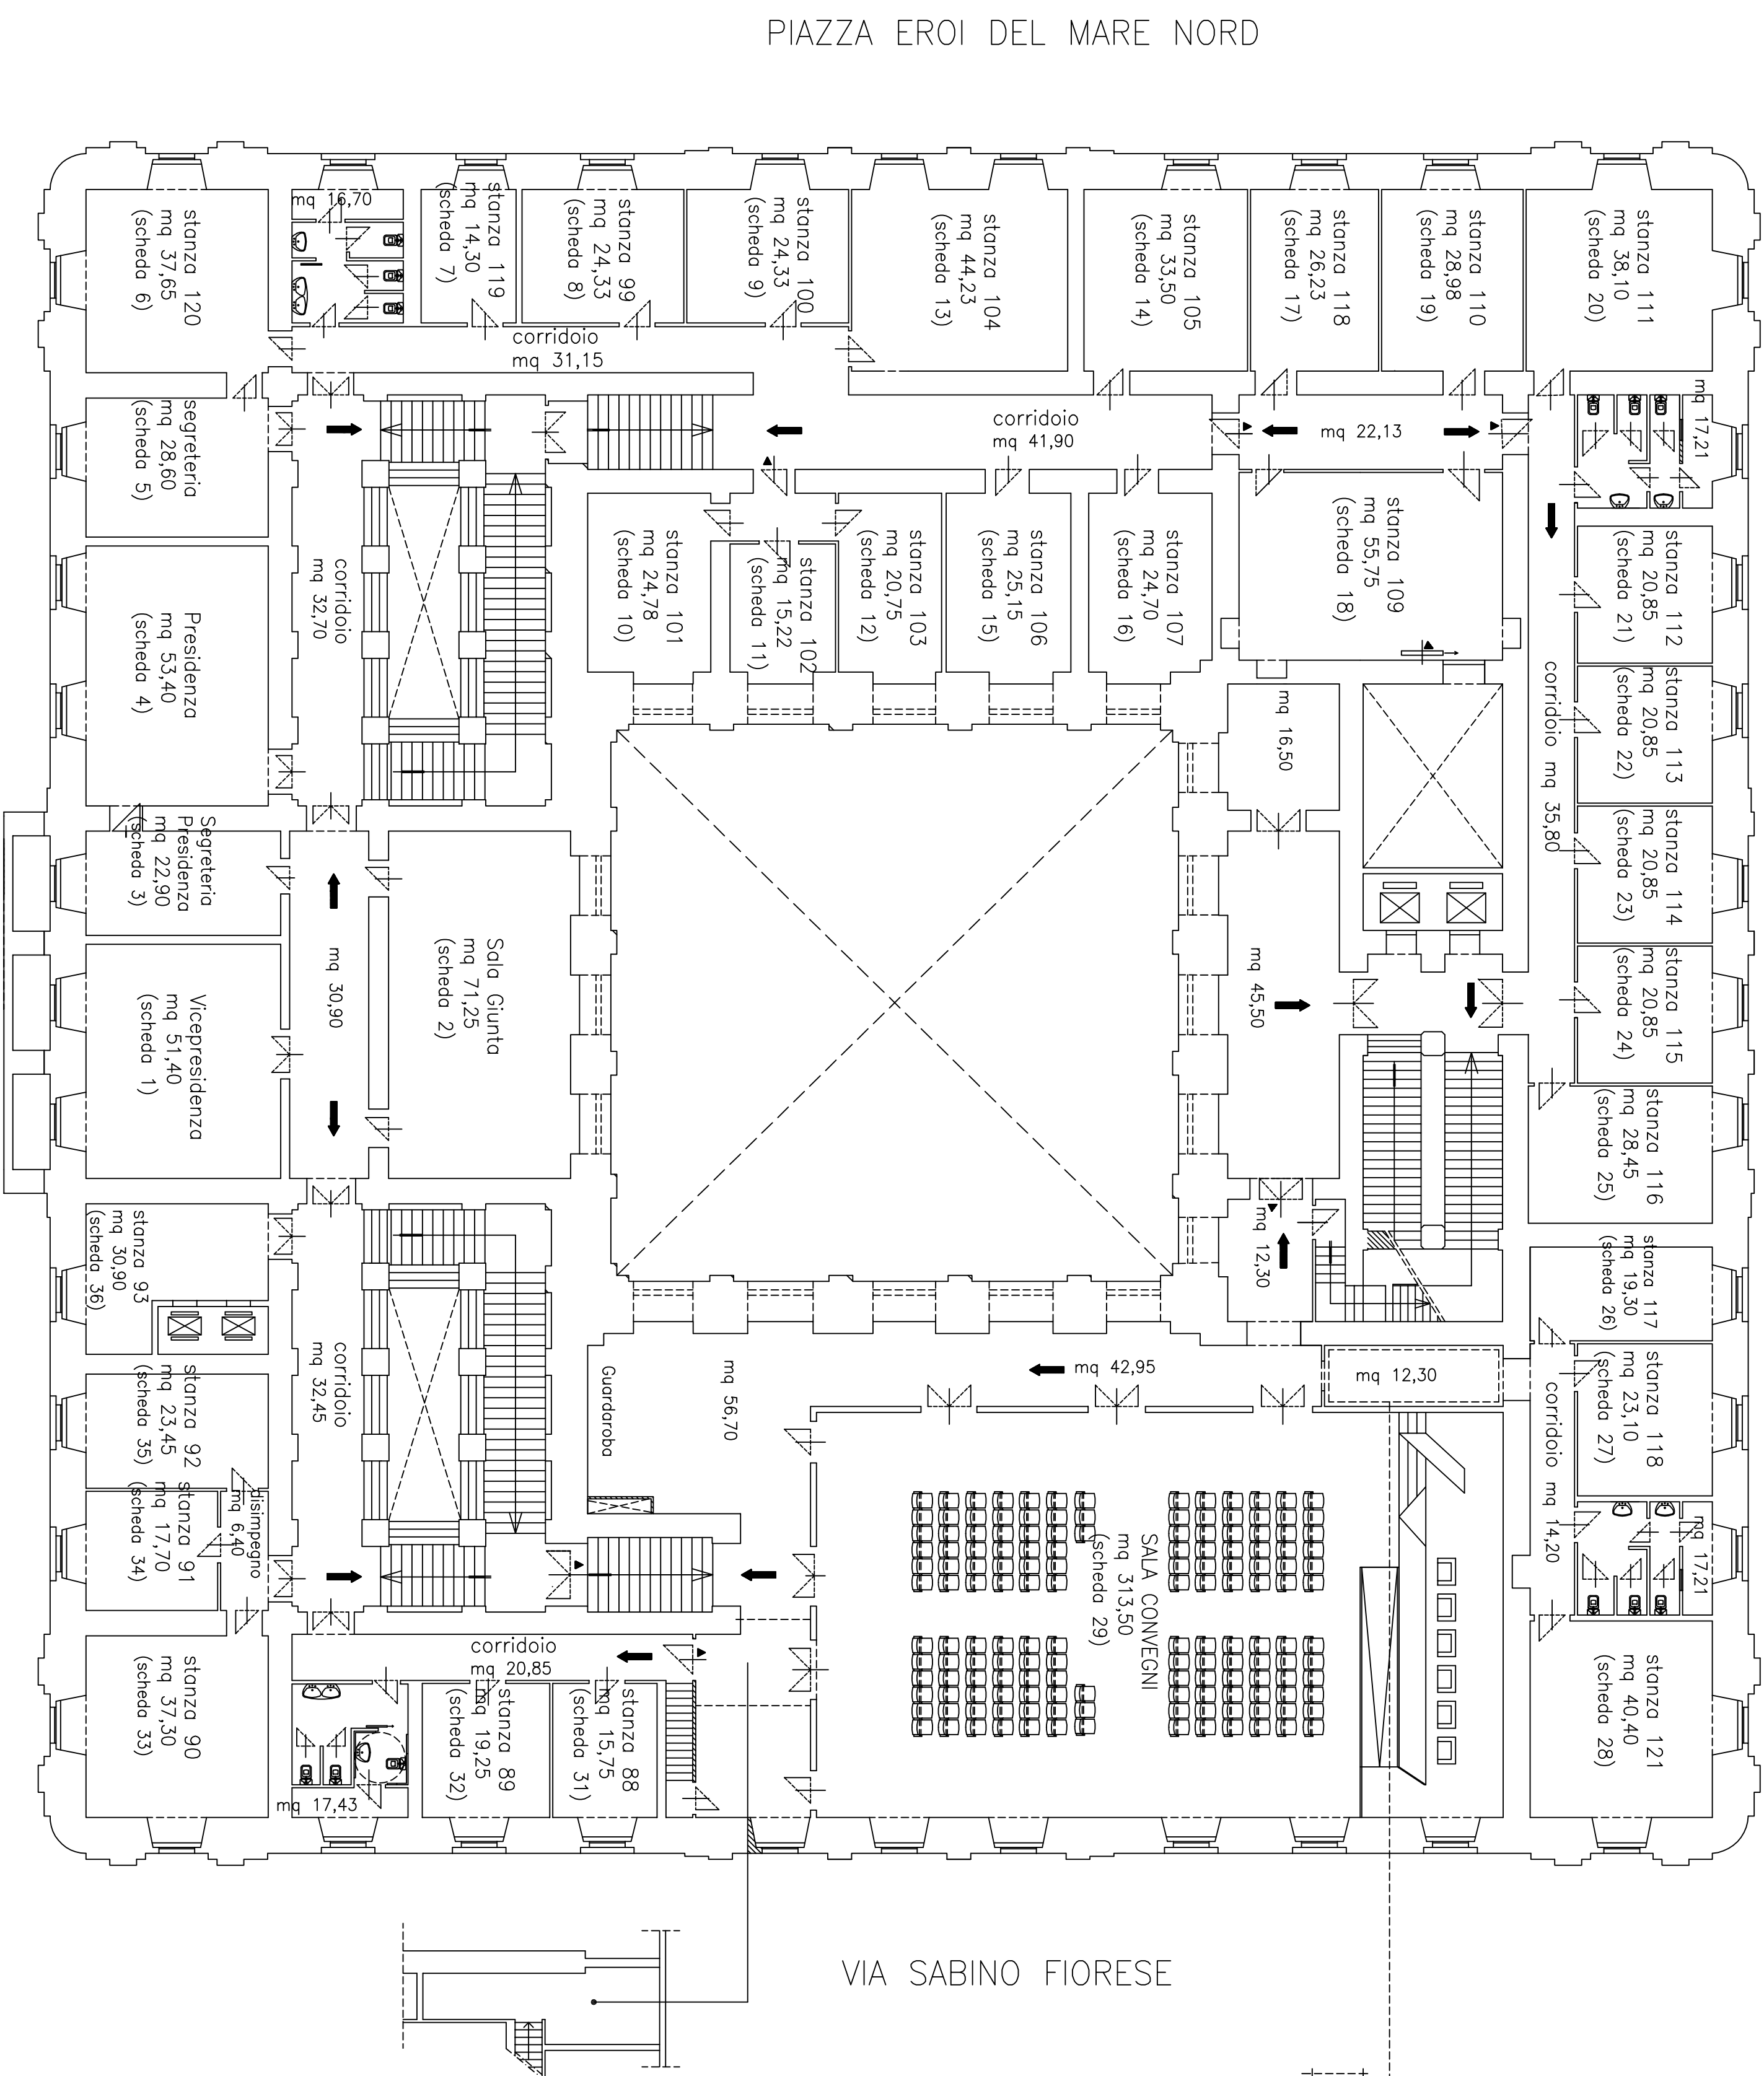 PIAZZA EROI DEL MARE NORD
stanza 120
mq 37,65
(scheda 6)
mq 16,70
stanza 119
mq 14,30
(scheda 7)
stanza 99
mq 24,33
(scheda 8)
stanza 100
mq 24,33
(scheda 9)
stanza 104
mq 44,23
(scheda 13)
stanza 105
mq 33,50
(scheda 14)
stanza 118
mq 26,23
(scheda 17)
stanza 110
mq 28,98
(scheda 19)
stanza 111
mq 38,10
(scheda 20)
corridoio
mq 31,15
segreteria
mq 28,60
(scheda 5)
corridoio
mq 41,90
mq 22,13
mq 17,21
corridoio
mq 32,70
stanza 101
mq 24,78
(scheda 10)
stanza 102
mq 15,22
(scheda 11)
stanza 103
mq 20,75
(scheda 12)
stanza 106
mq 25,15
(scheda 15)
stanza 107
mq 24,70
(scheda 16)
stanza 109
mq 55,75
(scheda 18)
stanza 112
mq 20,85
(scheda 21)
Presidenza
mq 53,40
(scheda 4)
mq 16,50
corridoio mq 35,80
stanza 113
mq 20,85
(scheda 22)
Segreteria
Presidenza
mq 22,90
(scheda 3)
stanza 114
mq 20,85
(scheda 23)
mq 30,90
Sala Giunta
mq 71,25
(scheda 2)
mq 45,50
stanza 115
mq 20,85
(scheda 24)
Vicepresidenza
mq 51,40
(scheda 1)
stanza 116
mq 28,45
(scheda 25)
stanza 93
mq 30,90
(scheda 36)
mq 12,30
stanza 117
mq 19,30
(scheda 26)
corridoio
mq 32,45
Guardaroba
mq 56,70
mq 42,95
mq 12,30
stanza 118
mq 23,10
(scheda 27)
stanza 92
mq 23,45
(scheda 35)
corridoio mq 14,20
stanza 91
mq 17,70
(scheda 34)
disimpegno
mq 6,40
SALA CONVEGNI
mq 313,50
(scheda 29)
mq 17,21
stanza 90
mq 37,30
(scheda 33)
corridoio
mq 20,85
stanza 89
mq 19,25
(scheda 32)
stanza 88
mq 15,75
(scheda 31)
stanza 121
mq 40,40
(scheda 28)
mq 17,43
VIA SABINO FIORESE